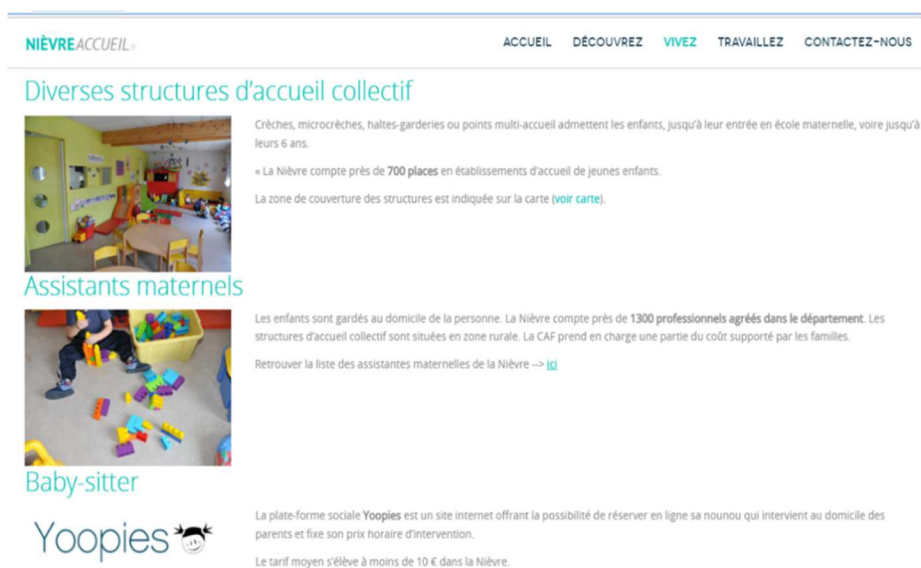 NIÈVREACCUEIL
ACCUEIL DÉCOUVREZ VIVEZ TRAVAILLEZ CONTACTEZ-NOUS
Diverses structures d'accueil collectif
Crèches, microcrèches, haltes-garderies ou points multi-accueil admettent les enfants, jusqu'à leur entrée en école maternelle, voire jusqu'à
leurs 6 ans.
« La Nièvre compte près de 700 places en établissements d'accueil de jeunes enfants.
La zone de couverture des structures est indiquée sur la carte (voir carte).
Assistants maternels
Les enfants sont gardés au domicile de la personne. La Nièvre compte près de 1300 professionnels agréés dans le département. Les
structures d'accueil collectif sont situées en zone rurale. La CAF prend en charge une partie du coût supporté par les familles.
Retrouver la liste des assistantes maternelles de la Nièvre --> ici
Baby-sitter
Yoopies
La plate-forme sociale Yoopies est un site internet offrant la possibilité de réserver en ligne sa nounou qui intervient au domicile des
parents et fixe son prix horaire d'intervention.
Le tarif moyen s'élève à moins de 10 € dans la Nièvre.